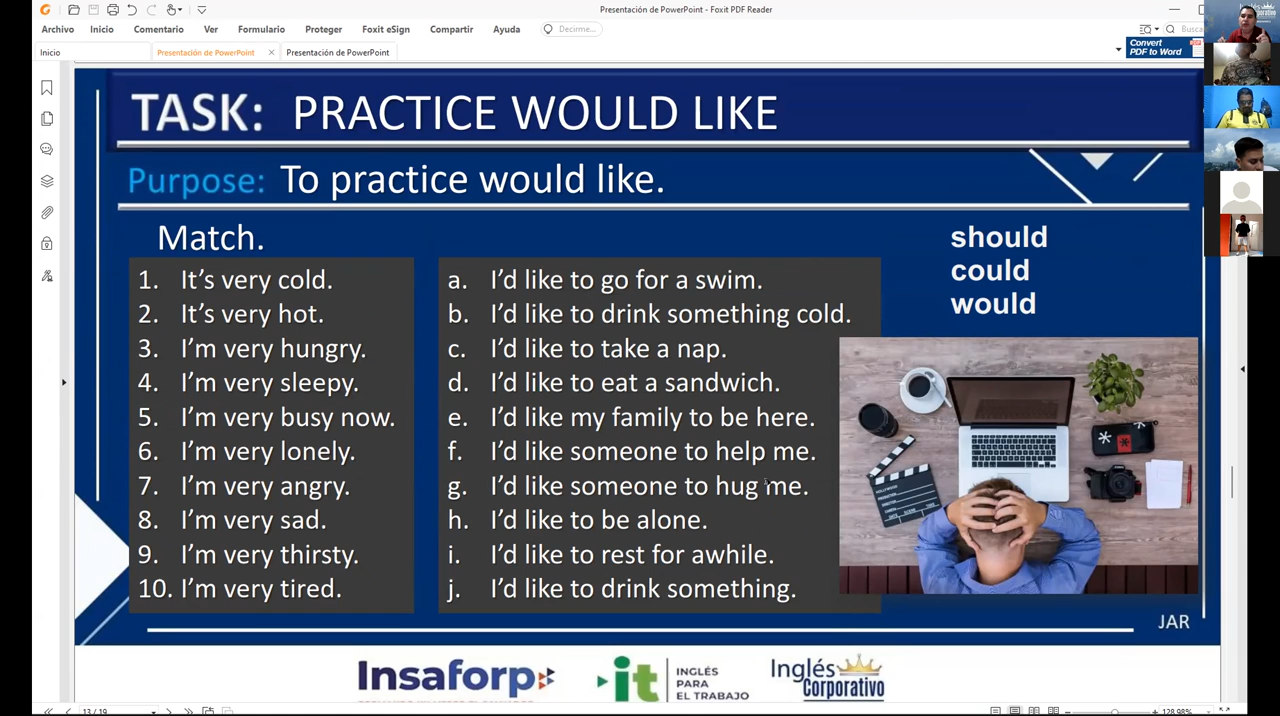 Presentación de PowerPoint - Foxit PDF Reader
Archivo Inicio Comentario Ver Formulario Proteger Foxit eSign Compartir Ayuda Decirme... Busca
Inicio Presentación de PowerPoint Presentación de PowerPoint
Convert
PDF to Word
TASK: PRACTICE WOULD LIKE
Purpose: To practice would like.
Match.
1. It's very cold.
2. It's very hot.
3. I'm very hungry.
4. I'm very sleepy.
5. I'm very busy now.
6. I'm very lonely.
7. I'm very angry.
8. I'm very sad.
9. I'm very thirsty.
10. I'm very tired.
a. I'd like to go for a swim.
b. I'd like to drink something cold.
c. I'd like to take a nap.
d. I'd like to eat a sandwich.
e. I'd like my family to be here.
f. I'd like someone to help me.
g. I'd like someone to hug me.
h. I'd like to be alone.
i. I'd like to rest for awhile.
j. I'd like to drink something.
should
could
would
JAR
Insaforp
it INGLÉS
PARA
EL TRABAJO
Inglés
Corporativo
13 / 19
128.98%